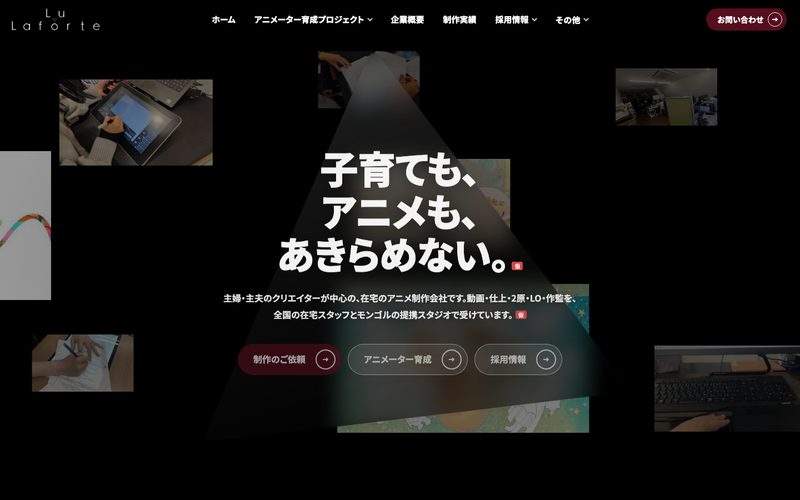 Lu
Laforte
ホーム
アニメーター育成プロジェクト
企業概要
制作実績
採用情報
その他
お問い合わせ
子育ても、
アニメも、
あきらめない。仮
主婦・主夫のクリエイターが中心の、在宅のアニメ制作会社です。動画・仕上・2原・LO・作監を、
全国の在宅スタッフとモンゴルの提携スタジオで受けています。仮
制作のご依頼
アニメーター育成
採用情報